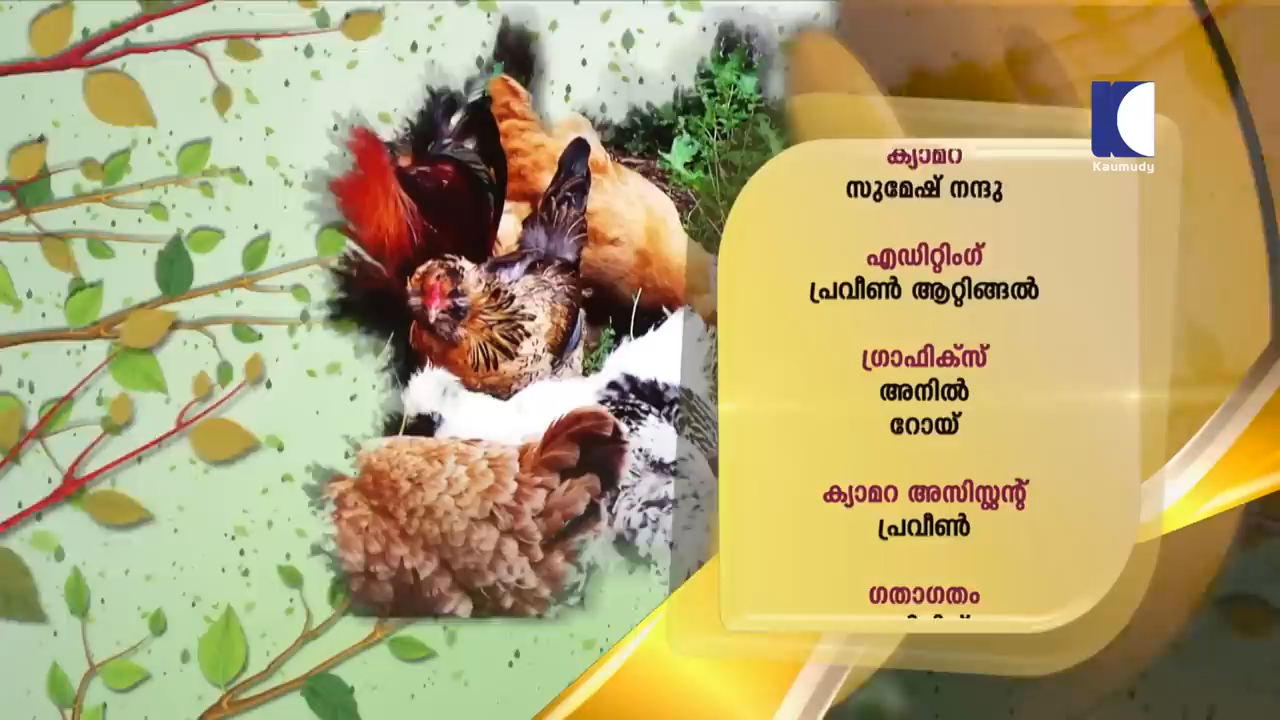 Kaumudy
ക്യാമറ
സുമേഷ് നന്ദു
എഡിറ്റിംഗ്
പ്രവീൺ ആറ്റിങ്ങൽ
ഗ്രാഫിക്സ്
അനിൽ
റോയ്
ക്യാമറ അസിസ്റ്റന്റ്
പ്രവീൺ
ഗതാഗതം